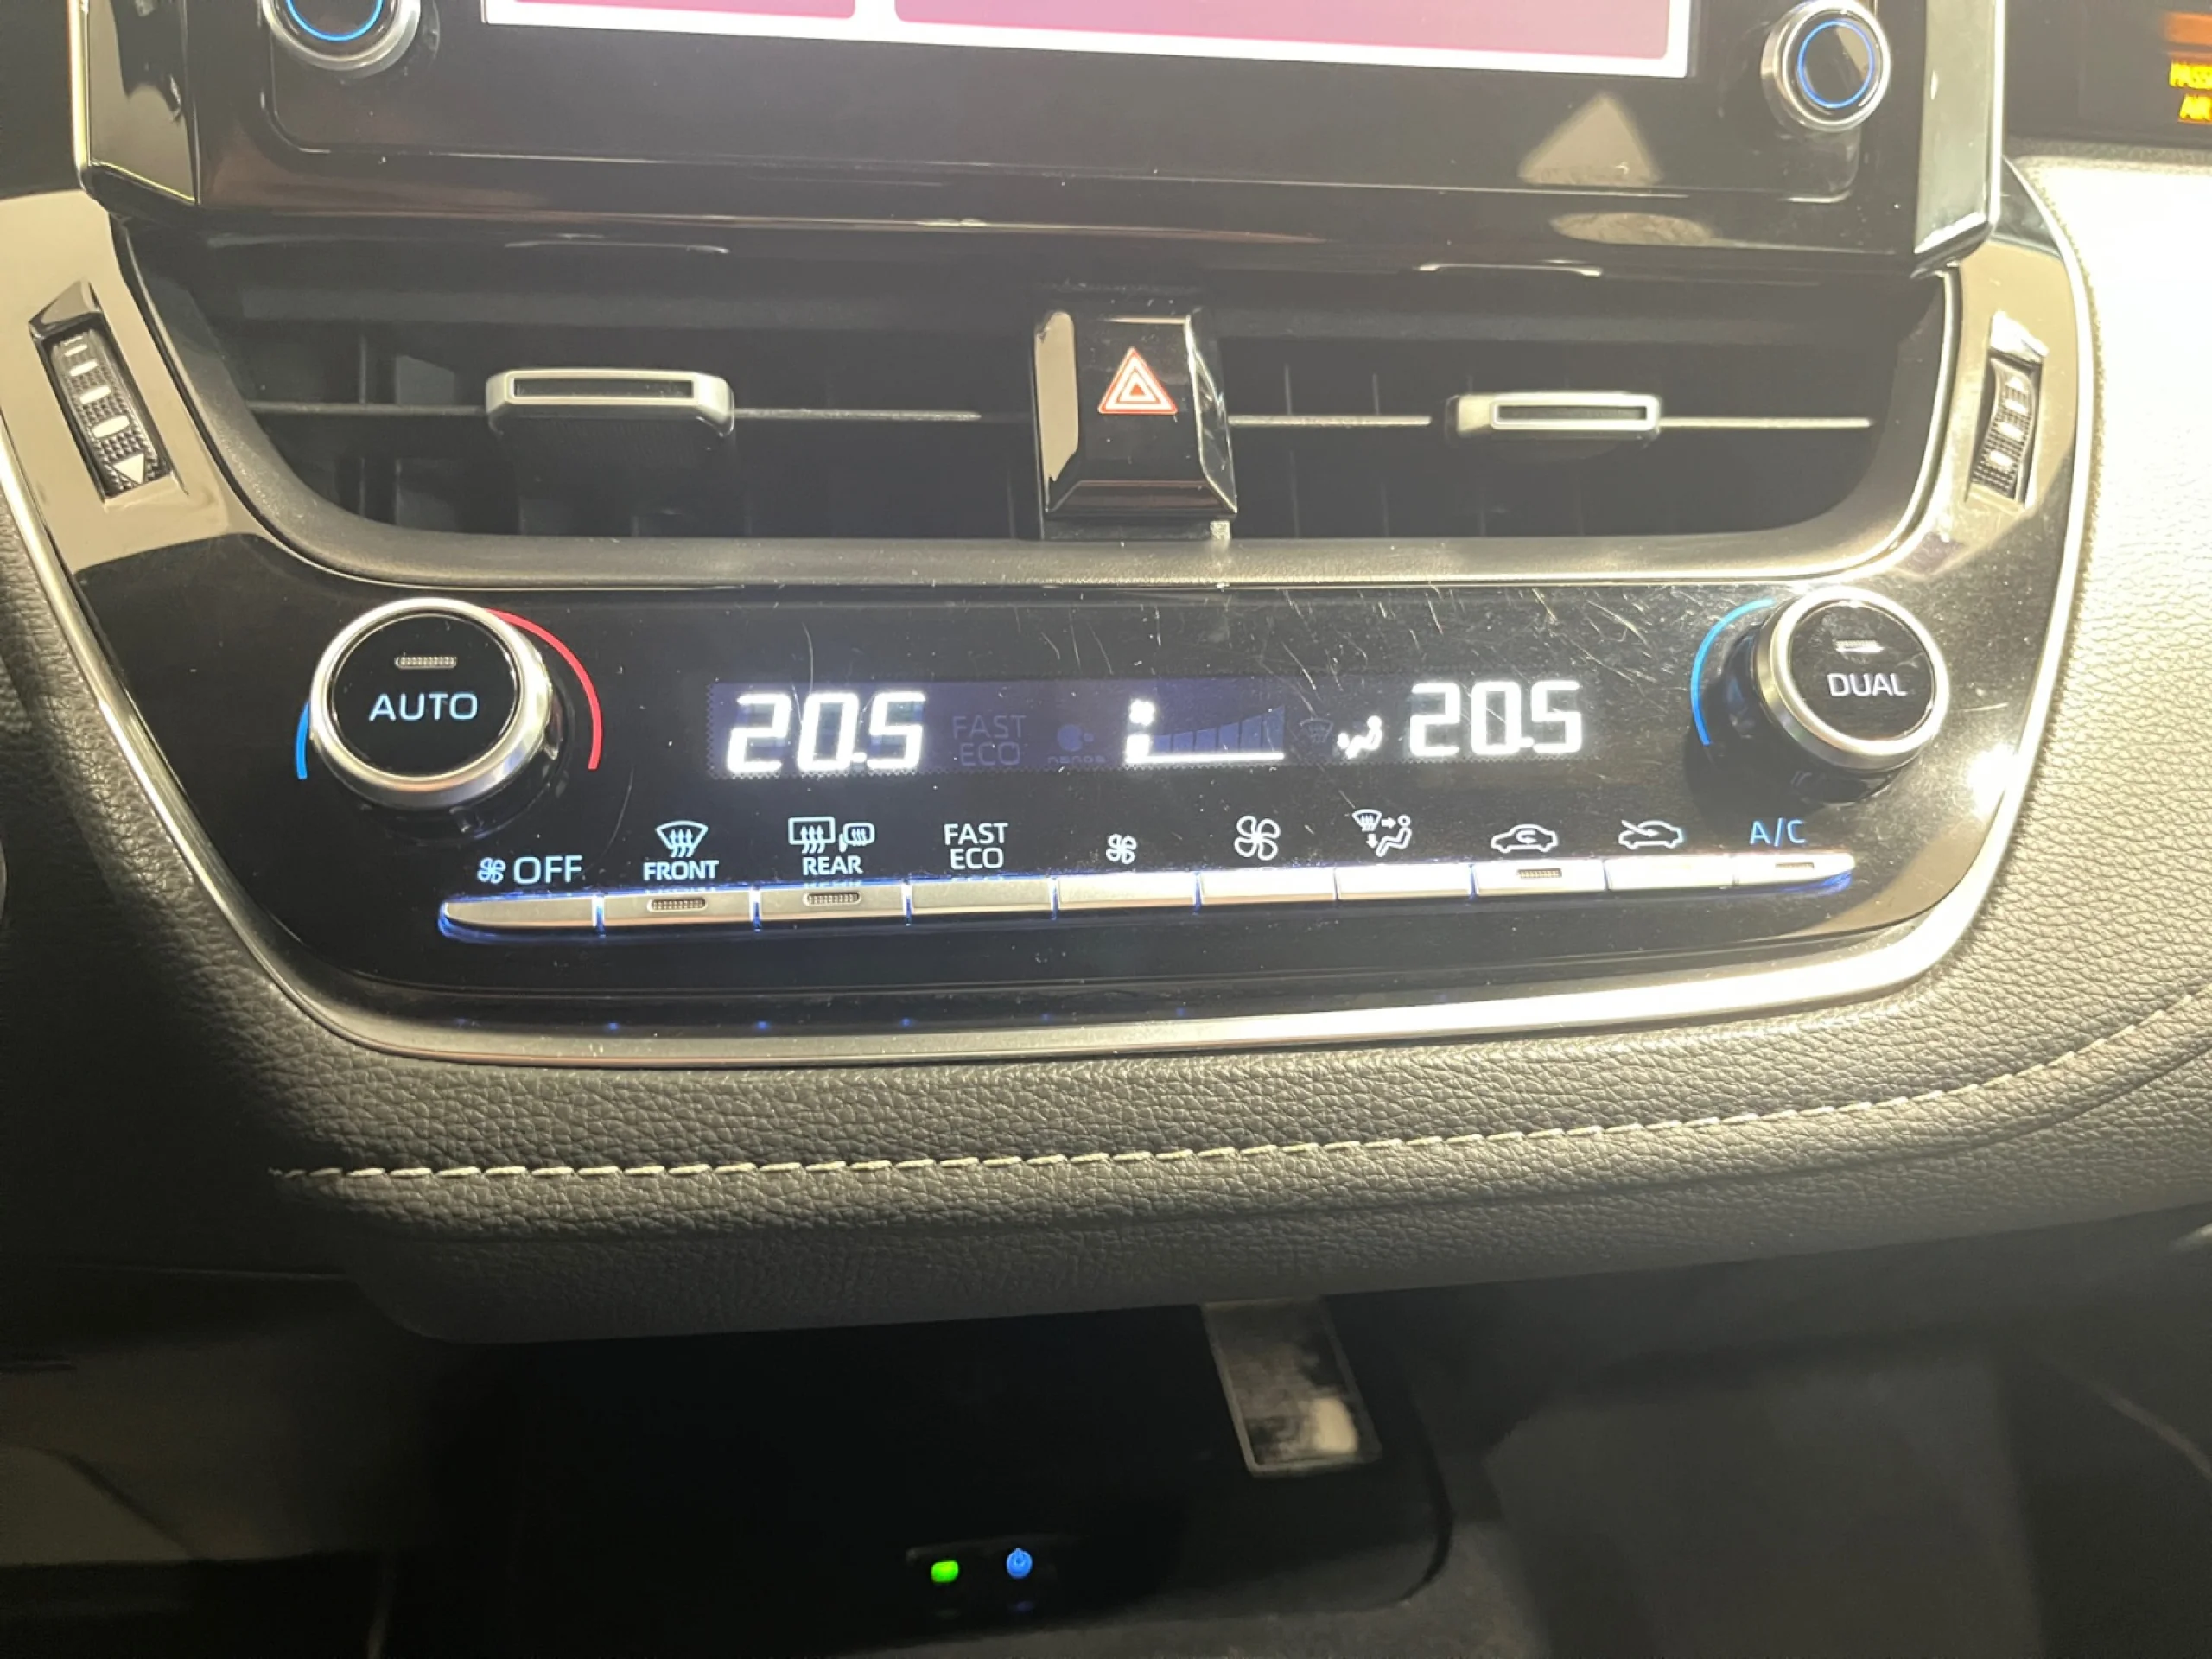 AUTO
20.5
FAST
ECO
20.5
DUAL
OFF
FRONT
REAR
FAST
ECO
A/C